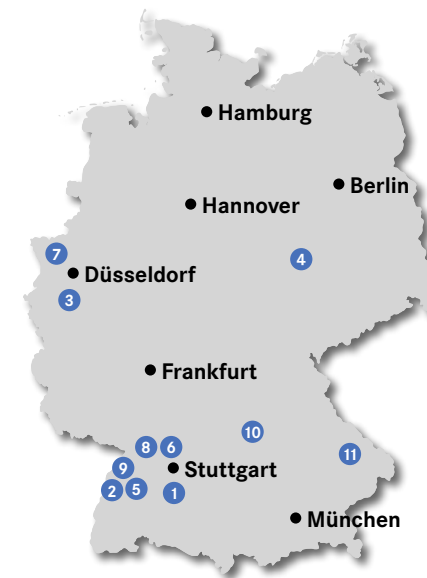 Hamburg
Berlin
Hannover
7
4
Düsseldorf
3
Frankfurt
10
8
6
11
9
Stuttgart
2
5
1
München